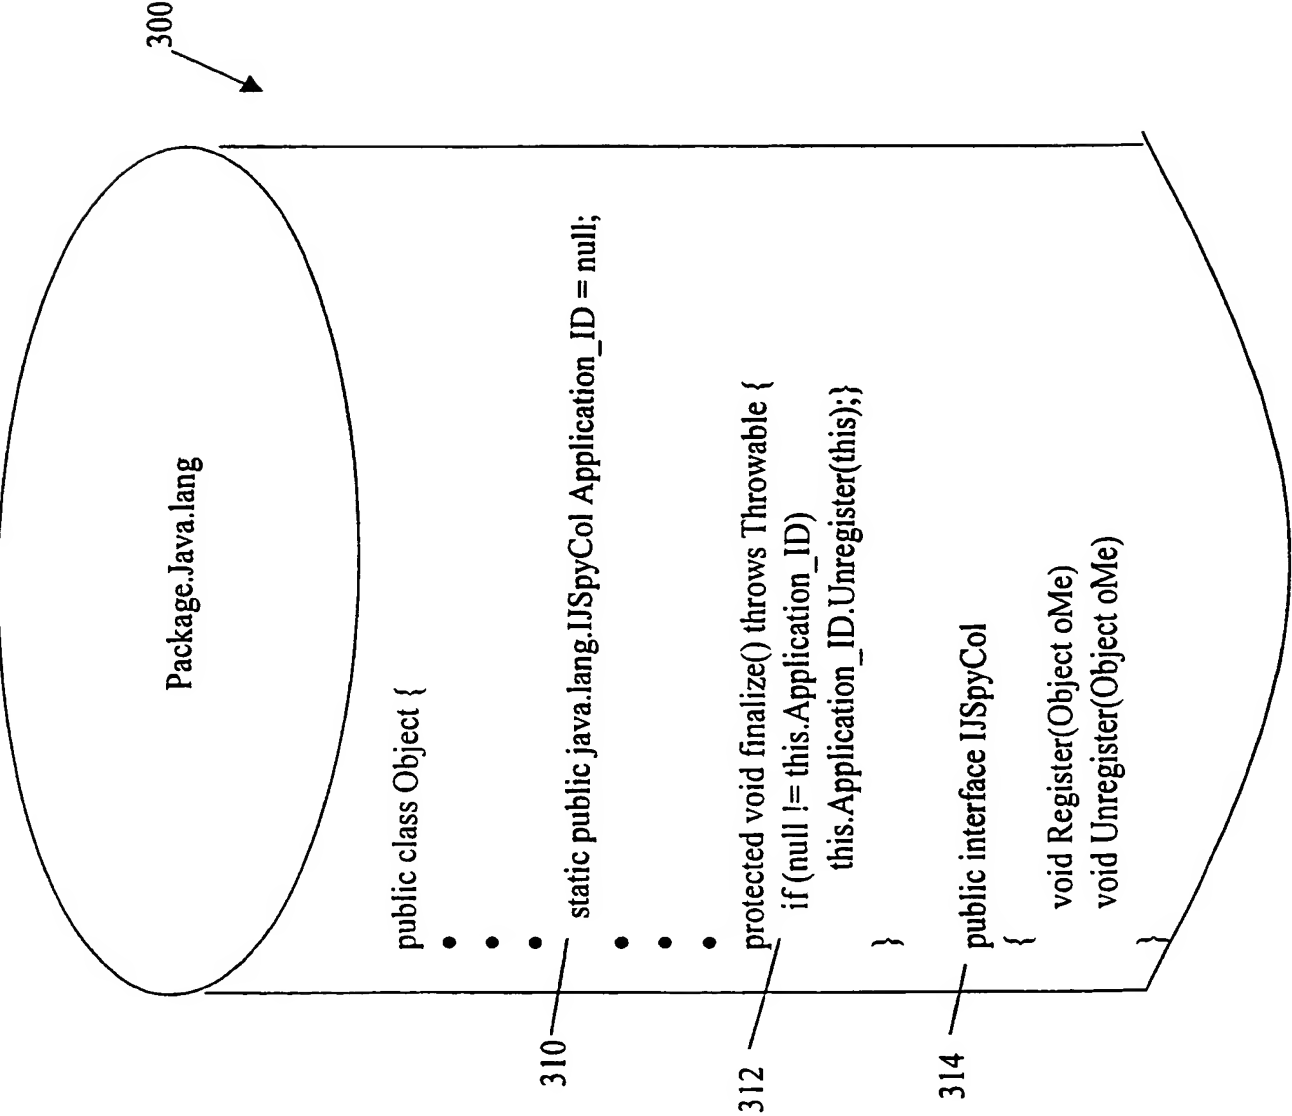 300
Package.Java.lang
public class Object {
310
static public java.lang.IJSpyCol Application_ID = null;
312
protected void finalize() throws Throwable {
if (null != this.Application_ID)
this.Application_ID.Unregister(this);}
}
314
public interface IJSpyCol
{
void Register(Object oMe)
void Unregister(Object oMe)
}